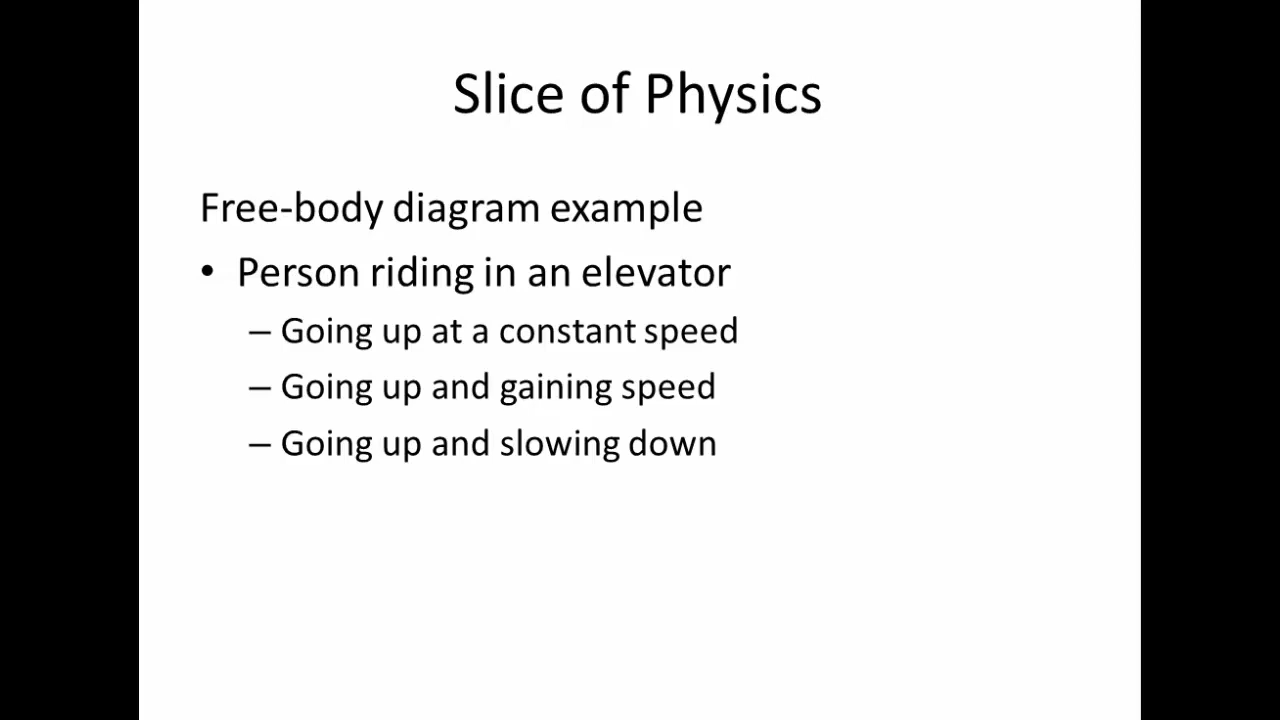 Slice of Physics
Free-body diagram example
• Person riding in an elevator
– Going up at a constant speed
– Going up and gaining speed
– Going up and slowing down